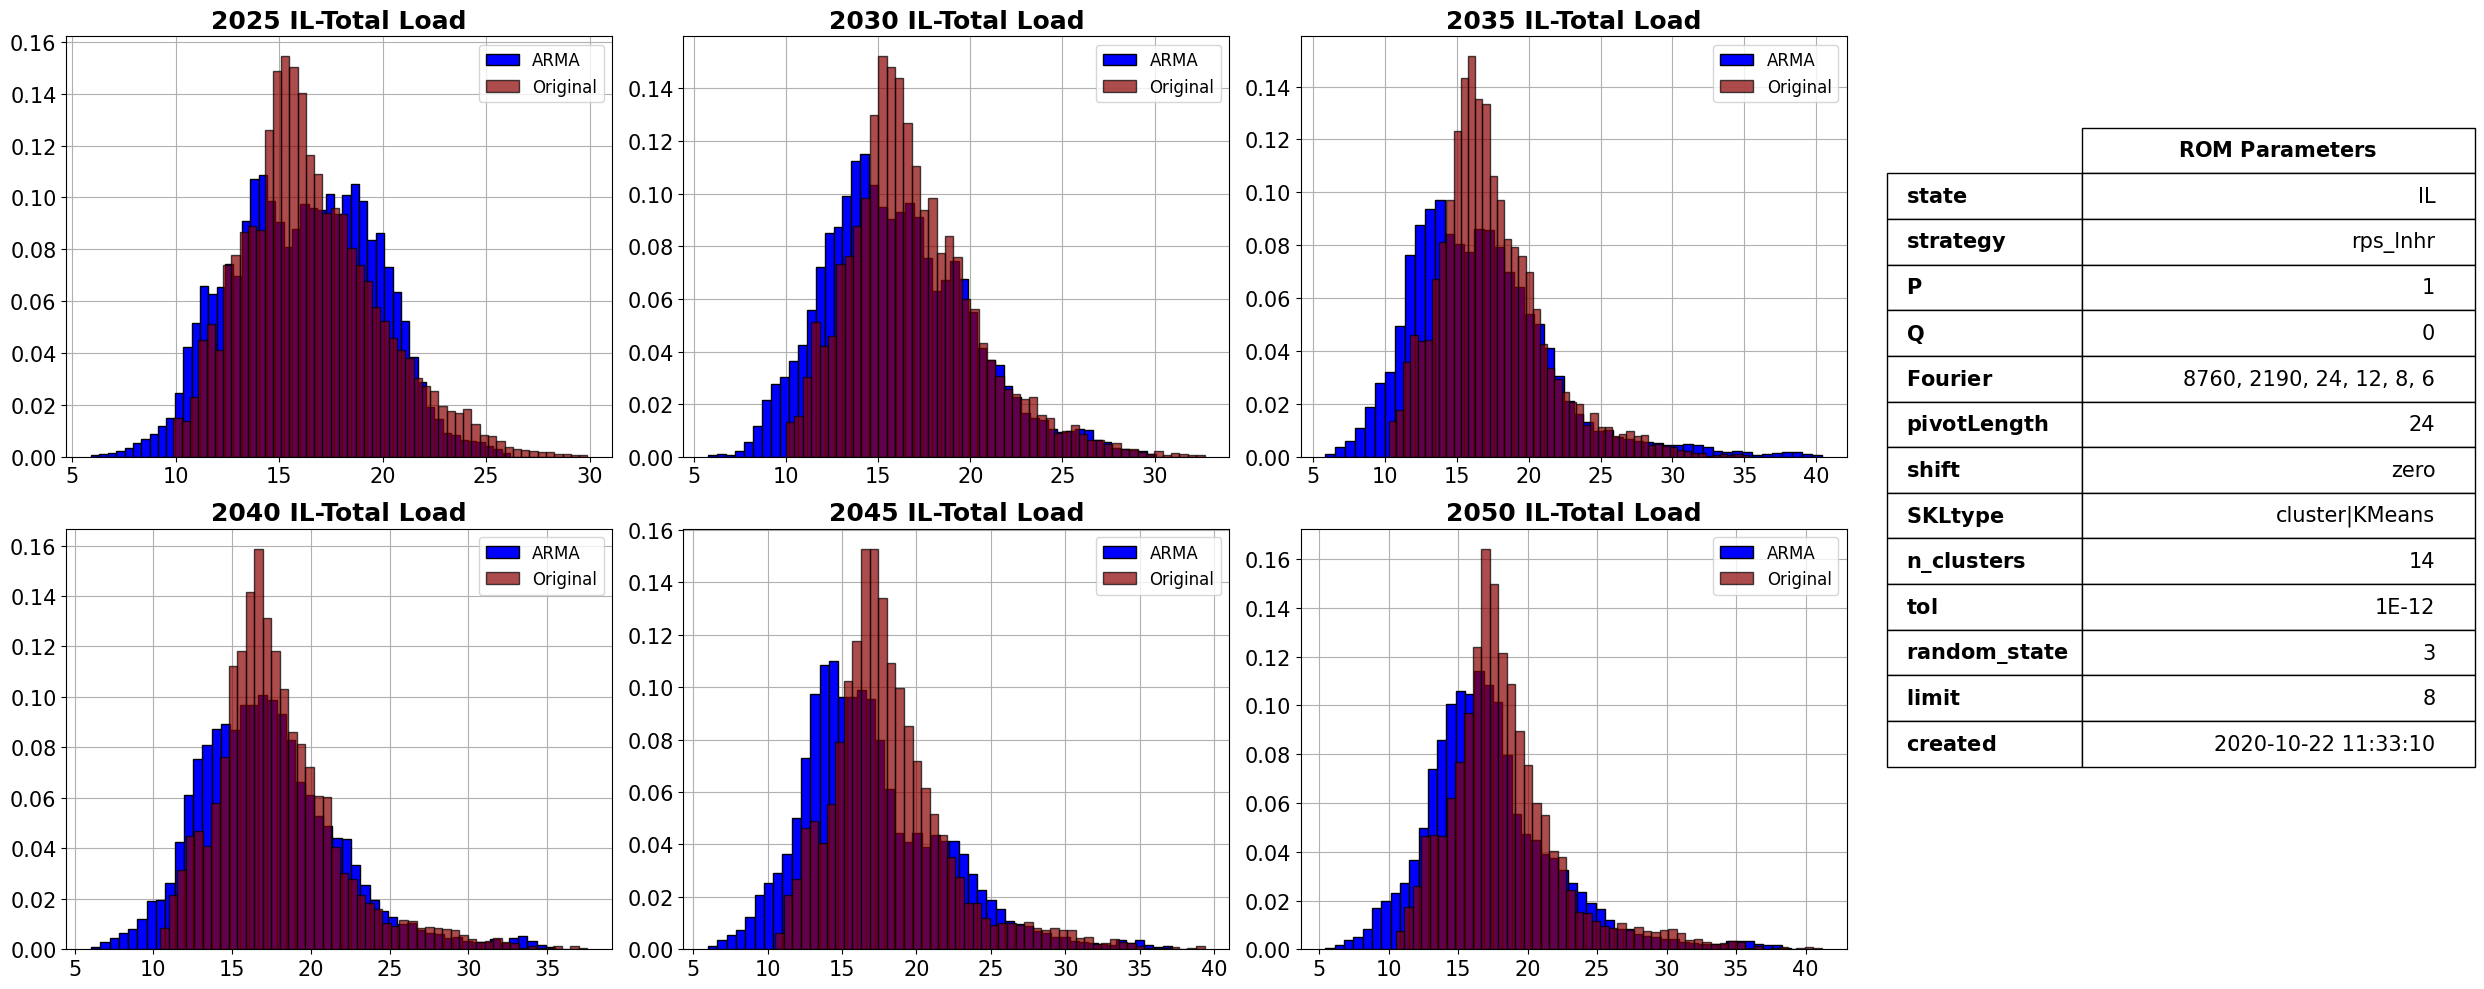 2025 IL-Total Load
0.16
0.14
0.12
0.10
0.08
0.06
0.04
0.02
0.00
5 10 15 20 25 30
ARMA
Original
2030 IL-Total Load
0.14
0.12
0.10
0.08
0.06
0.04
0.02
0.00
5 10 15 20 25 30
ARMA
Original
2035 IL-Total Load
0.14
0.12
0.10
0.08
0.06
0.04
0.02
0.00
5 10 15 20 25 30 35 40
ARMA
Original
2040 IL-Total Load
0.16
0.14
0.12
0.10
0.08
0.06
0.04
0.02
0.00
5 10 15 20 25 30 35
ARMA
Original
2045 IL-Total Load
0.16
0.14
0.12
0.10
0.08
0.06
0.04
0.02
0.00
5 10 15 20 25 30 35 40
ARMA
Original
2050 IL-Total Load
0.16
0.14
0.12
0.10
0.08
0.06
0.04
0.02
0.00
5 10 15 20 25 30 35 40
ARMA
Original
ROM Parameters
state IL
strategy rps_Inhr
P 1
Q 0
Fourier 8760, 2190, 24, 12, 8, 6
pivotLength 24
shift zero
SKLtype cluster|KMeans
n_clusters 14
tol 1E-12
random_state 3
limit 8
created 2020-10-22 11:33:10